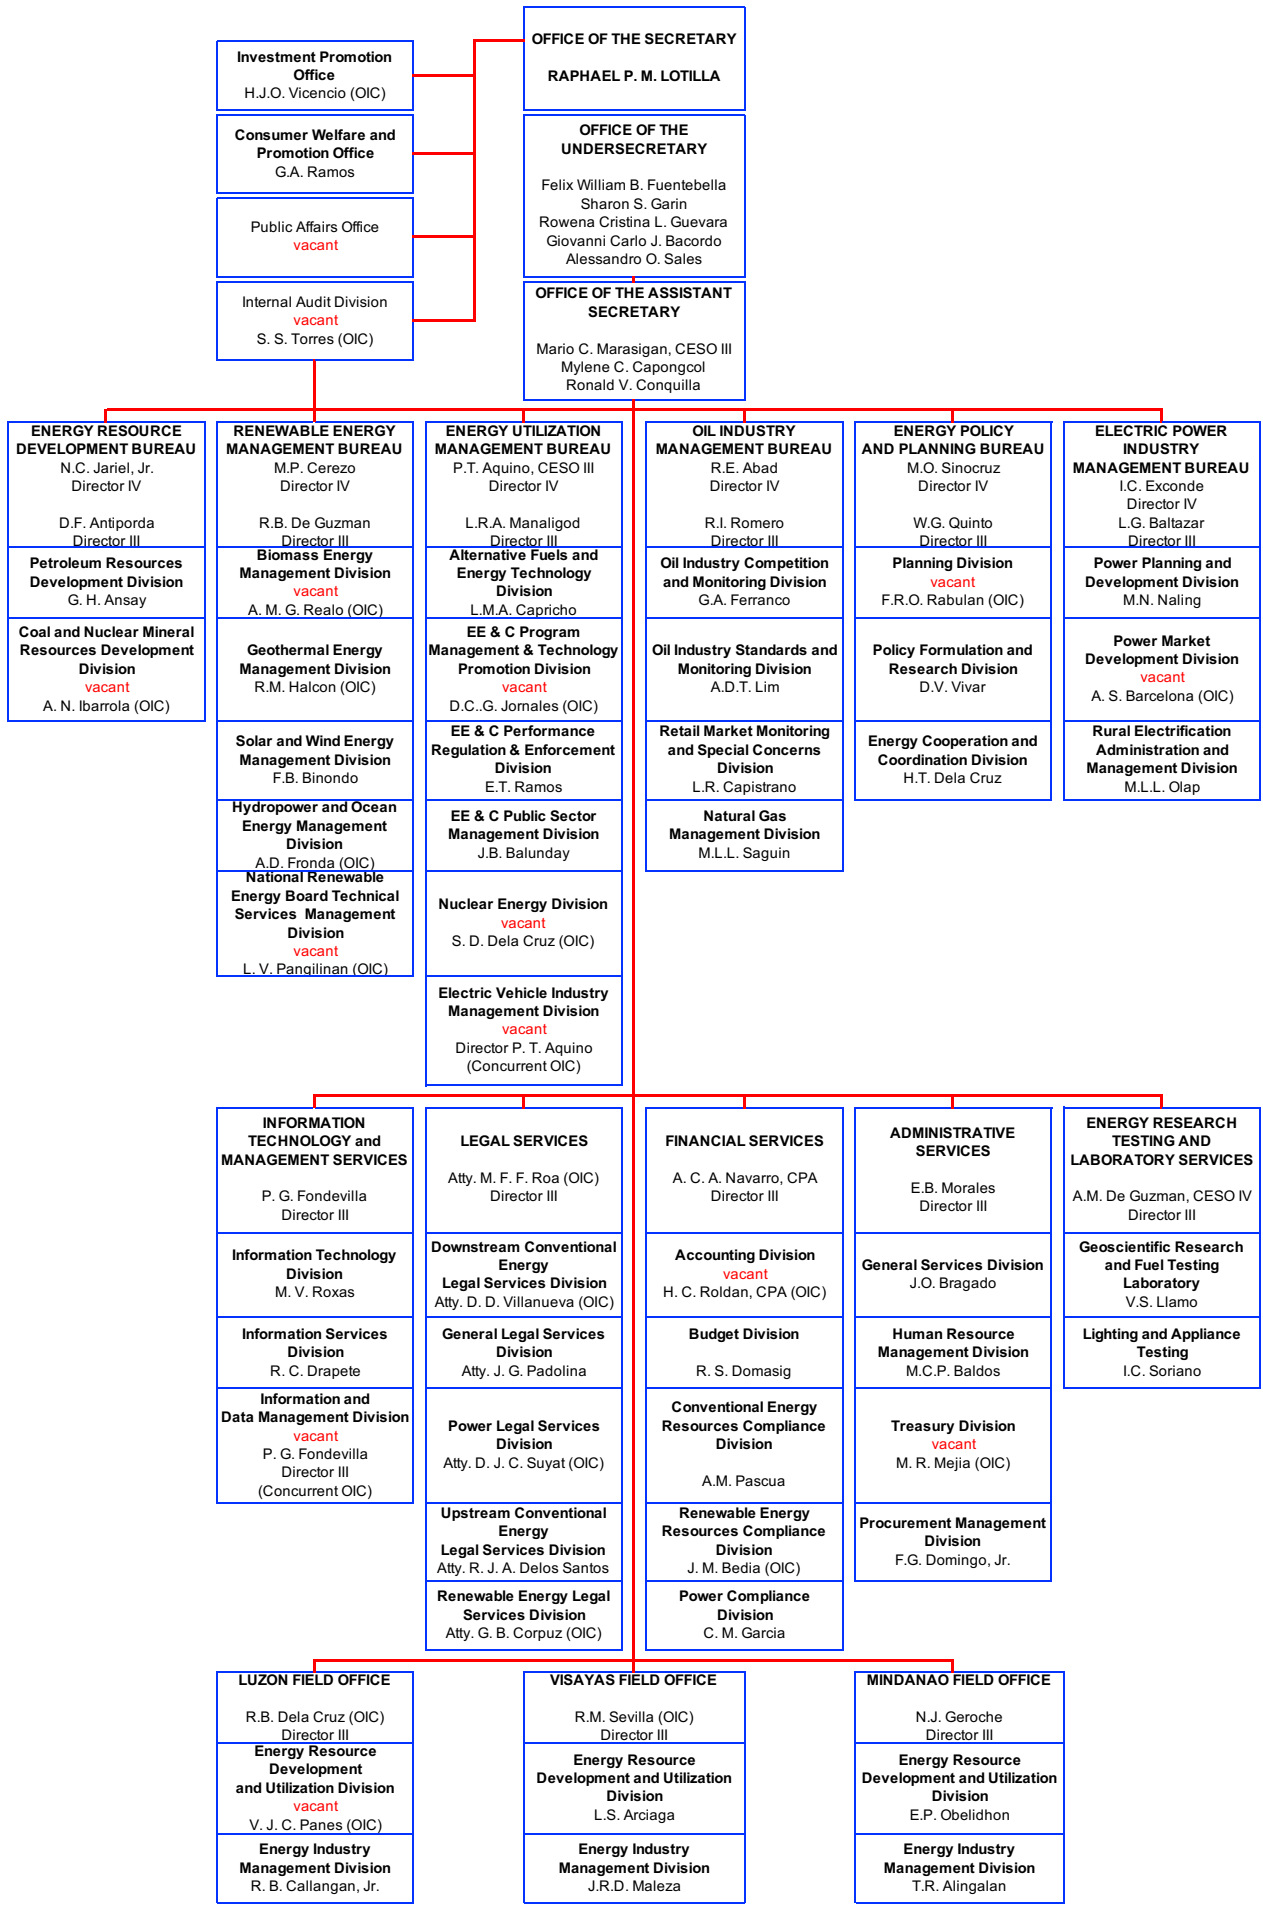 OFFICE OF THE SECRETARY
RAPHAEL P. M. LOTILLA
Investment Promotion
Office
H.J.O. Vicencio (OIC)
Consumer Welfare and
Promotion Office
G.A. Ramos
Public Affairs Office
vacant
Internal Audit Division
vacant
S. S. Torres (OIC)
OFFICE OF THE
UNDERSECRETARY
Felix William B. Fuentebella
Sharon S. Garin
Rowena Cristina L. Guevara
Giovanni Carlo J. Bacordo
Alessandro O. Sales
OFFICE OF THE ASSISTANT
SECRETARY
Mario C. Marasigan, CESO III
Mylene C. Capongcol
Ronald V. Conquilla
ENERGY RESOURCE
DEVELOPMENT BUREAU
N.C. Jariel, Jr.
Director IV
D.F. Antiporda
Director III
Petroleum Resources
Development Division
G. H. Ansay
Coal and Nuclear Mineral
Resources Development
Division
vacant
A. N. Ibarrola (OIC)
RENEWABLE ENERGY
MANAGEMENT BUREAU
M.P. Cerezo
Director IV
R.B. De Guzman
Director III
Biomass Energy
Management Division
vacant
A. M. G. Realo (OIC)
Geothermal Energy
Management Division
R.M. Halcon (OIC)
Solar and Wind Energy
Management Division
F.B. Binondo
Hydropower and Ocean
Energy Management
Division
A.D. Fronda (OIC)
National Renewable
Energy Board Technical
Services Management
Division
vacant
L. V. Pangilinan (OIC)
ENERGY UTILIZATION
MANAGEMENT BUREAU
P.T. Aquino, CESO III
Director IV
L.R.A. Manaligod
Director III
Alternative Fuels and
Energy Technology
Division
L.M.A. Capricho
EE & C Program
Management & Technology
Promotion Division
vacant
D.C..G. Jornales (OIC)
EE & C Performance
Regulation & Enforcement
Division
E.T. Ramos
EE & C Public Sector
Management Division
J.B. Balunday
Nuclear Energy Division
vacant
S. D. Dela Cruz (OIC)
Electric Vehicle Industry
Management Division
vacant
Director P. T. Aquino
(Concurrent OIC)
OIL INDUSTRY
MANAGEMENT BUREAU
R.E. Abad
Director IV
R.I. Romero
Director III
Oil Industry Competition
and Monitoring Division
G.A. Ferranco
Oil Industry Standards and
Monitoring Division
A.D.T. Lim
Retail Market Monitoring
and Special Concerns
Division
L.R. Capistrano
Natural Gas
Management Division
M.L.L. Saguin
ENERGY POLICY
AND PLANNING BUREAU
M.O. Sinocruz
Director IV
W.G. Quinto
Director III
Planning Division
vacant
F.R.O. Rabulan (OIC)
Policy Formulation and
Research Division
D.V. Vivar
Energy Cooperation and
Coordination Division
H.T. Dela Cruz
ELECTRIC POWER
INDUSTRY
MANAGEMENT BUREAU
I.C. Exconde
Director IV
L.G. Baltazar
Director III
Power Planning and
Development Division
M.N. Naling
Power Market
Development Division
vacant
A. S. Barcelona (OIC)
Rural Electrification
Administration and
Management Division
M.L.L. Olap
INFORMATION
TECHNOLOGY and
MANAGEMENT SERVICES
P. G. Fondevilla
Director III
Information Technology
Division
M. V. Roxas
Information Services
Division
R. C. Drapete
Information and
Data Management Division
vacant
P. G. Fondevilla
Director III
(Concurrent OIC)
LEGAL SERVICES
Atty. M. F. F. Roa (OIC)
Director III
Downstream Conventional
Energy
Legal Services Division
Atty. D. D. Villanueva (OIC)
General Legal Services
Division
Atty. J. G. Padolina
Power Legal Services
Division
Atty. D. J. C. Suyat (OIC)
Upstream Conventional
Energy
Legal Services Division
Atty. R. J. A. Delos Santos
Renewable Energy Legal
Services Division
Atty. G. B. Corpuz (OIC)
FINANCIAL SERVICES
A. C. A. Navarro, CPA
Director III
Accounting Division
vacant
H. C. Roldan, CPA (OIC)
Budget Division
R. S. Domasig
Conventional Energy
Resources Compliance
Division
A.M. Pascua
Renewable Energy
Resources Compliance
Division
J. M. Bedia (OIC)
Power Compliance
Division
C. M. Garcia
ADMINISTRATIVE
SERVICES
E.B. Morales
Director III
General Services Division
J.O. Bragado
Human Resource
Management Division
M.C.P. Baldos
Treasury Division
vacant
M. R. Mejia (OIC)
Procurement Management
Division
F.G. Domingo, Jr.
ENERGY RESEARCH
TESTING AND
LABORATORY SERVICES
A.M. De Guzman, CESO IV
Director III
Geoscientific Research
and Fuel Testing
Laboratory
V.S. Llamo
Lighting and Appliance
Testing
I.C. Soriano
LUZON FIELD OFFICE
R.B. Dela Cruz (OIC)
Director III
Energy Resource
Development
and Utilization Division
vacant
V. J. C. Panes (OIC)
Energy Industry
Management Division
R. B. Callangan, Jr.
VISAYAS FIELD OFFICE
R.M. Sevilla (OIC)
Director III
Energy Resource
Development and Utilization
Division
L.S. Arciaga
Energy Industry
Management Division
J.R.D. Maleza
MINDANAO FIELD OFFICE
N.J. Geroche
Director III
Energy Resource
Development and Utilization
Division
E.P. Obelidhon
Energy Industry
Management Division
T.R. Alingalan